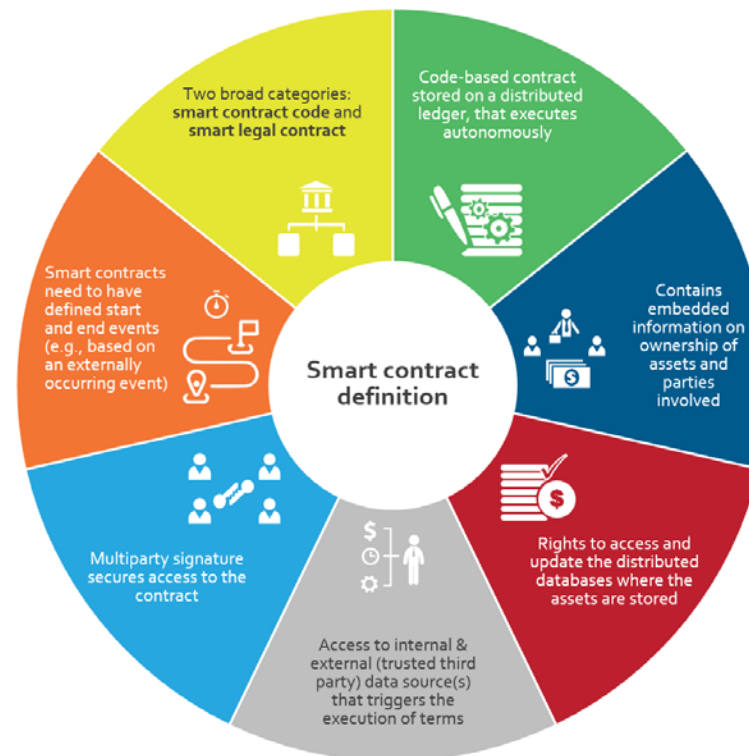 Two broad categories:
smart contract code and
smart legal contract
Code-based contract
stored on a distributed
ledger, that executes
autonomously
Contains
embedded
information on
ownership of
assets and
parties
involved
Rights to access and
update the distributed
databases where the
assets are stored
Access to internal &
external (trusted third
party) data source(s)
that triggers the
execution of terms
Multiparty signature
secures access to the
contract
Smart contracts
need to have
defined start
and end events
(e.g., based on
an externally
occurring event)
Smart contract
definition
$
$
$